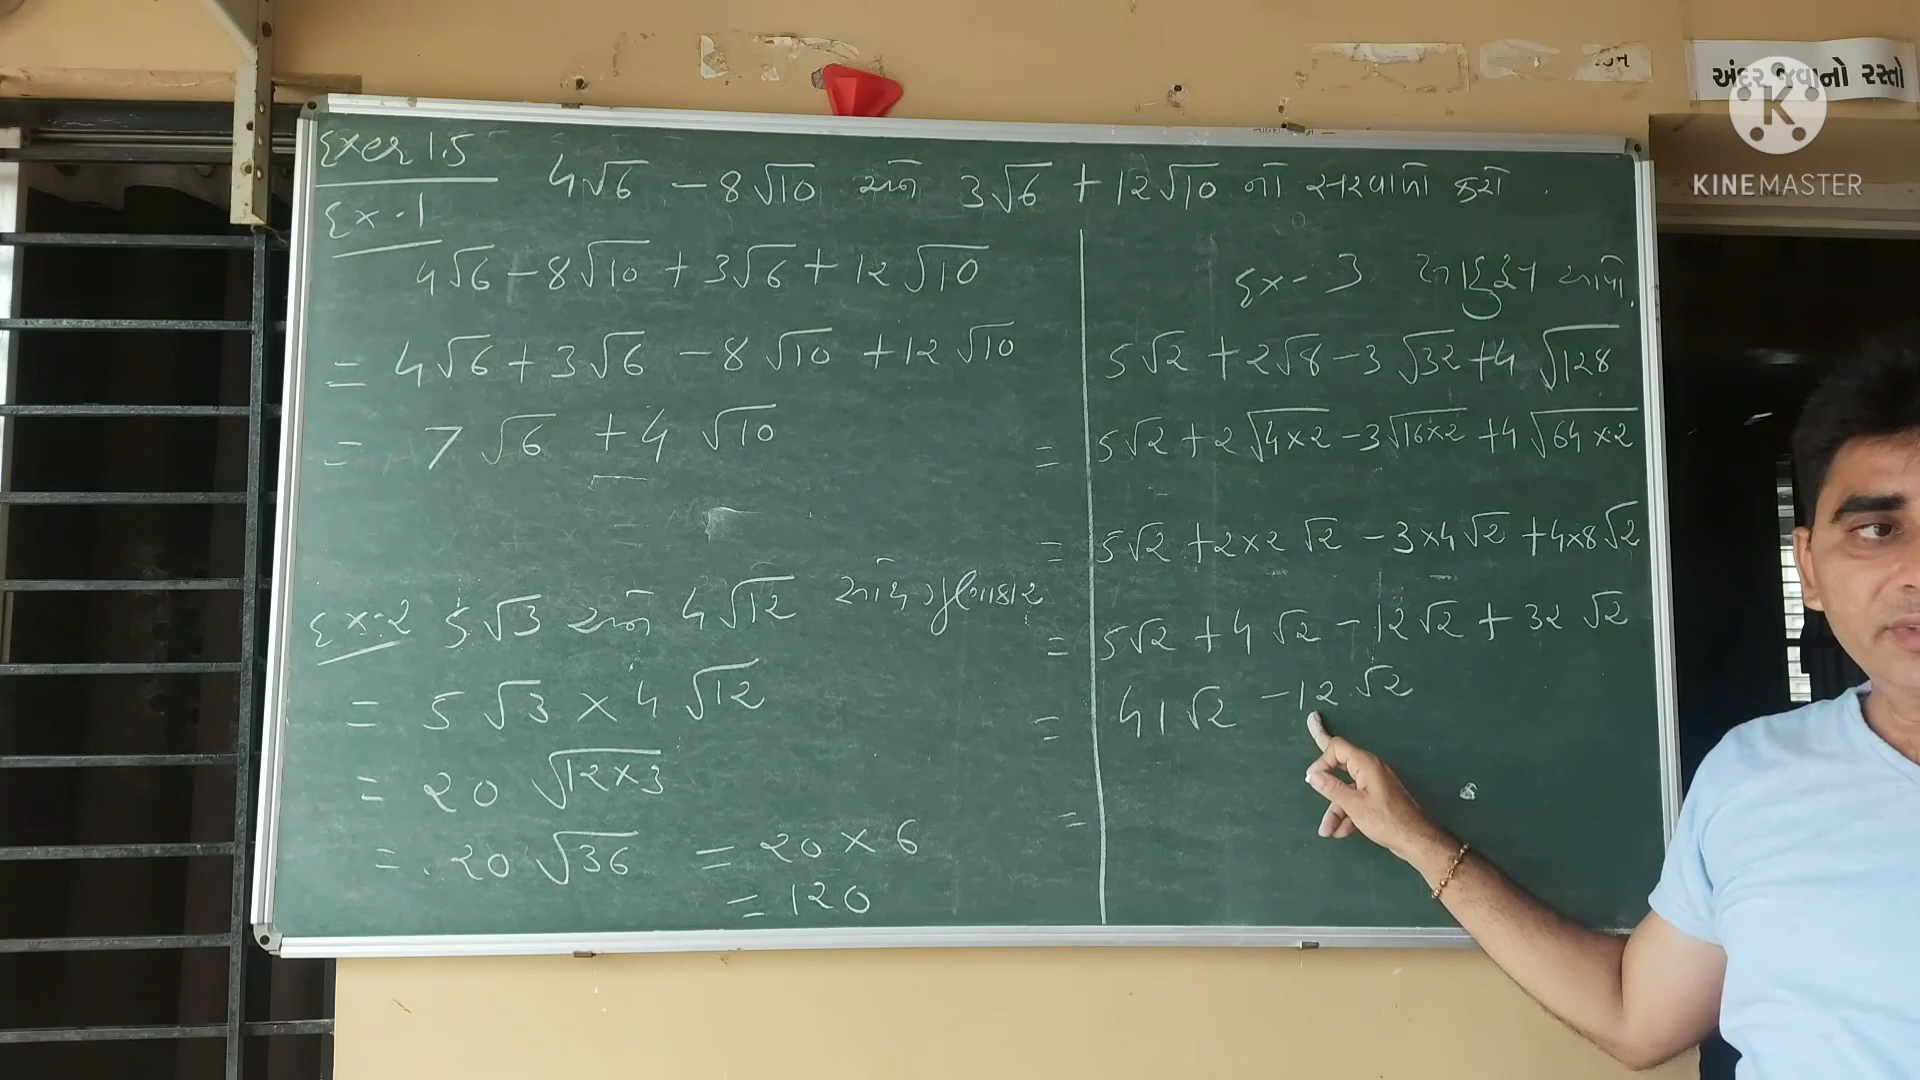 અંદર જવાનો રસ્તો
KINEMASTER
Exer 1.5
4√6 - 8√10 અને 3√6 + 12√10 નો સરવાળો કરો.
Ex-1
4√6 - 8√10 + 3√6 + 12√10
= 4√6 + 3√6 - 8√10 + 12√10
= 7√6 + 4√10
Ex-2 5√3 અને 4√12 ગુણાકાર
= 5√3 × 4√12
= 20√12×3
= 20√36 = 20 × 6
= 120
Ex-3 સાદુંરૂપ આપો.
5√2 + 2√8 - 3√32 + 4√128
= 5√2 + 2√4×2 - 3√16×2 + 4√64×2
= 5√2 + 2×2√2 - 3×4√2 + 4×8√2
= 5√2 + 4√2 - 12√2 + 32√2
= 41√2 - 12√2
=